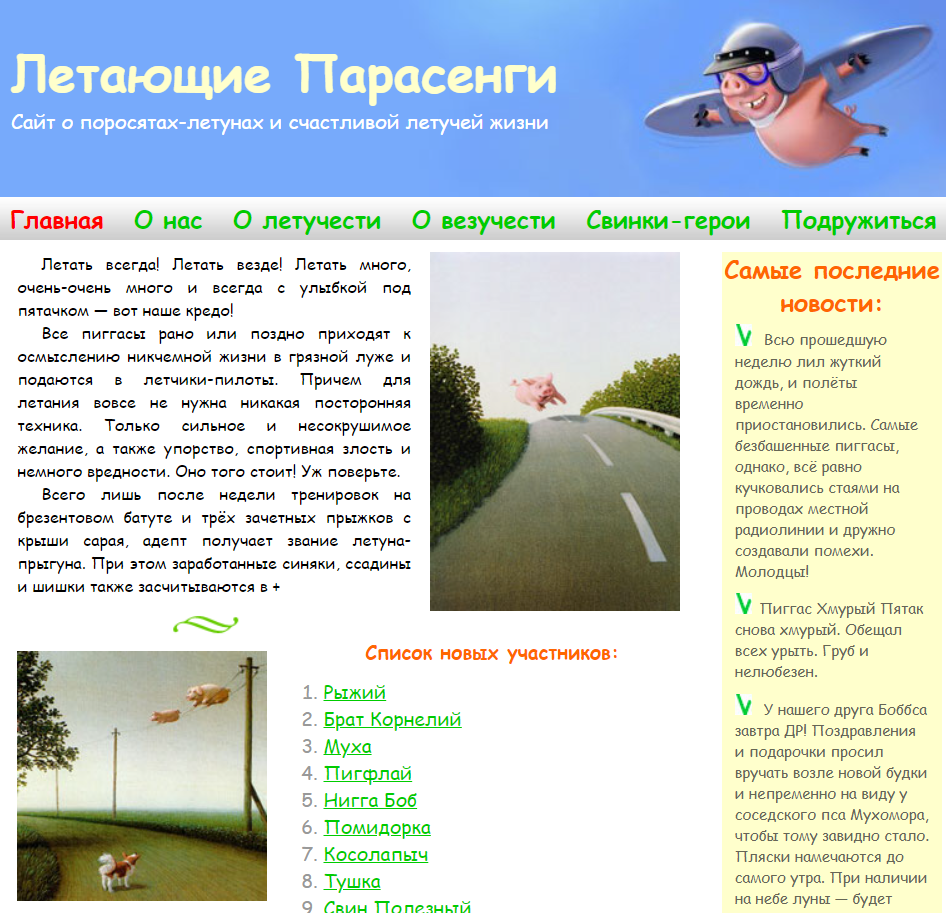 Летающие Парасенги
Сайт о поросятах-летунах и счастливой летучей жизни
Главная О нас О летучести О везучести Свинки-герои Подружиться
Летать всегда! Летать везде! Летать много,
очень-очень много и всегда с улыбкой под
пятачком — вот наше кредо!
Все пиггасы рано или поздно приходят к
осмыслению никчемной жизни в грязной луже и
подаются в летчики-пилоты. Причем для
летания вовсе не нужна никакая посторонняя
техника. Только сильное и несокрушимое
желание, а также упорство, спортивная злость и
немного вредности. Оно того стоит! Уж поверьте.
Всего лишь после недели тренировок на
брезентовом батуте и трёх зачетных прыжков с
крыши сарая, адепт получает звание летуна-
прыгуна. При этом заработанные синяки, ссадины
и шишки также засчитываются в +
Список новых участников:
1. Рыжий
2. Брат Корнелий
3. Муха
4. Пигфлай
5. Нигга Боб
6. Помидорка
7. Косолапыч
8. Тушка
9. Свин Полезный
Самые последние
новости:
Всю прошедшую
неделю лил жуткий
дождь, и полёты
временно
приостановились. Самые
безбашенные пиггасы,
однако, всё равно
кучковались стаями на
проводах местной
радиолинии и дружно
создавали помехи.
Молодцы!
Пиггас Хмурый Пятак
снова хмурый. Обещал
всех урыть. Груб и
нелюбезен.
У нашего друга Боббса
завтра ДР! Поздравления
и подарочки просил
вручать возле новой будки
и непременно на виду у
соседского пса Мухомора,
чтобы тому завидно стало.
Пляски намечаются до
самого утра. При наличии
на небе луны — будет